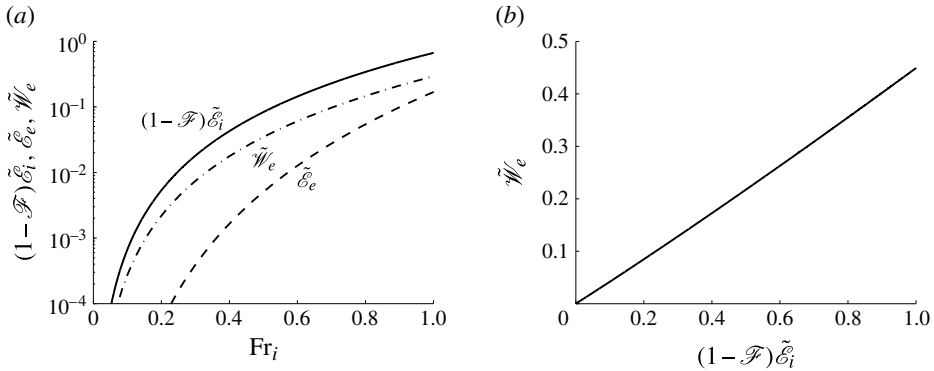 (a)
10⁰
10⁻¹
10⁻²
10⁻³
10⁻⁴
(1−ℱ)ℰ̃ᵢ, ℰ̃ₑ, 𝒲̃ₑ
(1−ℱ)ℰ̃ᵢ
𝒲̃ₑ
ℰ̃ₑ
0 0.2 0.4 0.6 0.8 1.0
Frᵢ
(b)
0.5
0.4
0.3
0.2
0.1
𝒲̃ₑ
0 0.2 0.4 0.6 0.8 1.0
(1−ℱ)ℰ̃ᵢ